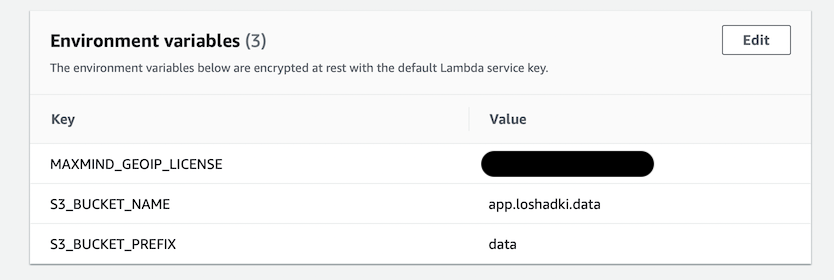 Environment variables (3)
Edit
The environment variables below are encrypted at rest with the default Lambda service key.
Key Value
MAXMIND_GEOIP_LICENSE
S3_BUCKET_NAME app.loshadki.data
S3_BUCKET_PREFIX data